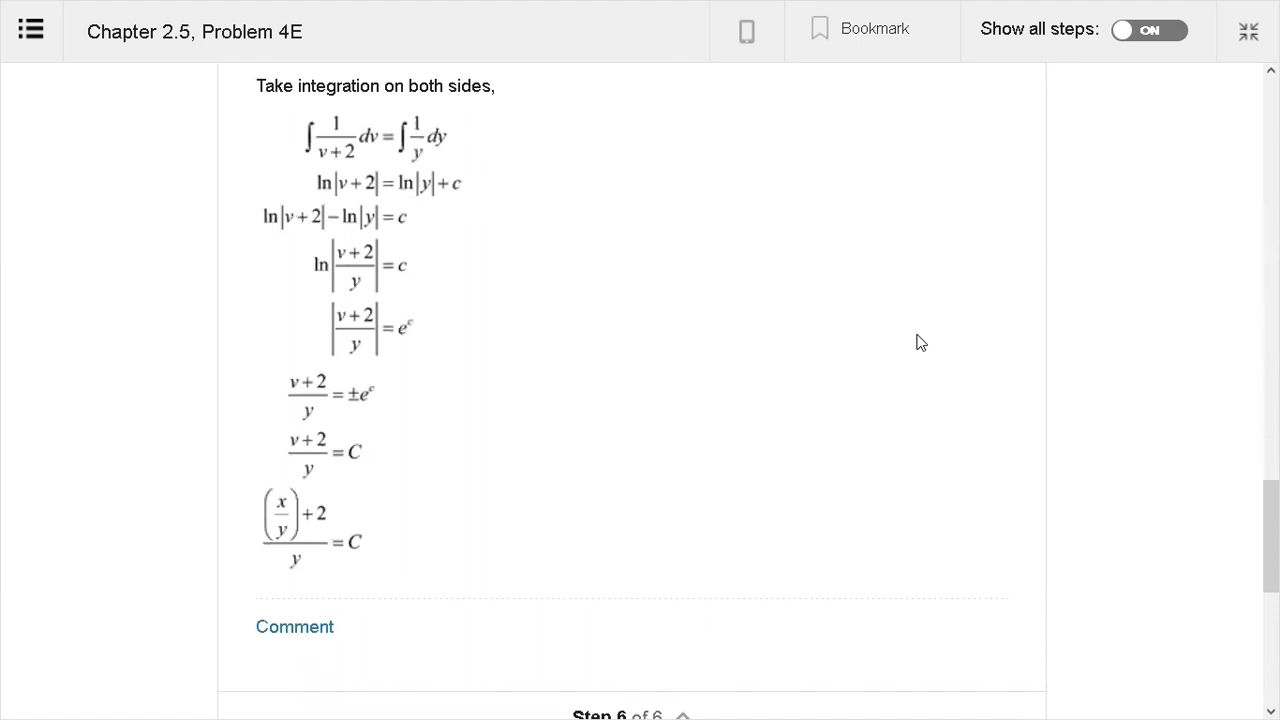 Chapter 2.5, Problem 4E
Bookmark
Show all steps: ON
Take integration on both sides,
∫ 1/(v+2) dv = ∫ 1/y dy
ln|v+2| = ln|y| + c
ln|v+2| − ln|y| = c
ln|(v+2)/y| = c
|(v+2)/y| = e^c
(v+2)/y = ±e^c
(v+2)/y = C
((x/y)+2)/y = C
Comment
Step 6 of 6